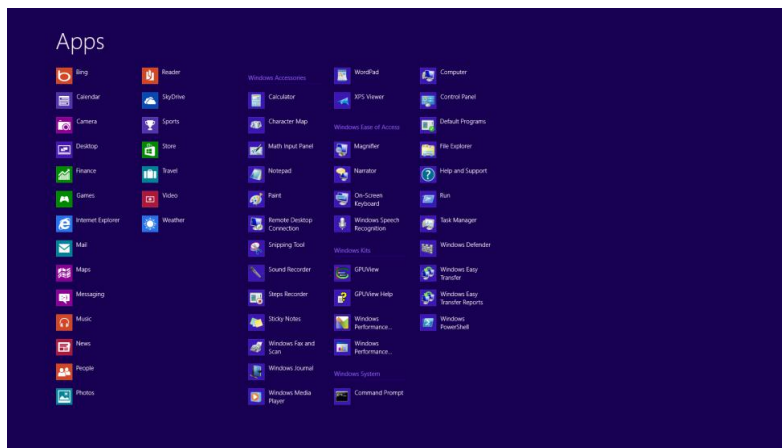 Apps
Bing
Calendar
Camera
Desktop
Finance
Games
Internet Explorer
Mail
Maps
Messaging
Music
News
People
Photos
Reader
SkyDrive
Sports
Store
Travel
Video
Weather
Windows Accessories
Calculator
Character Map
Math Input Panel
Notepad
Paint
Remote Desktop
Connection
Snipping Tool
Sound Recorder
Steps Recorder
Sticky Notes
Windows Fax and
Scan
Windows Journal
Windows Media
Player
WordPad
XPS Viewer
Windows Ease of Access
Magnifier
Narrator
On-Screen
Keyboard
Windows Speech
Recognition
Windows Kits
GPUView
GPUView Help
Windows
Performance...
Windows
Performance...
Windows System
Command Prompt
Computer
Control Panel
Default Programs
File Explorer
Help and Support
Run
Task Manager
Windows Defender
Windows Easy
Transfer
Windows Easy
Transfer Reports
Windows
PowerShell